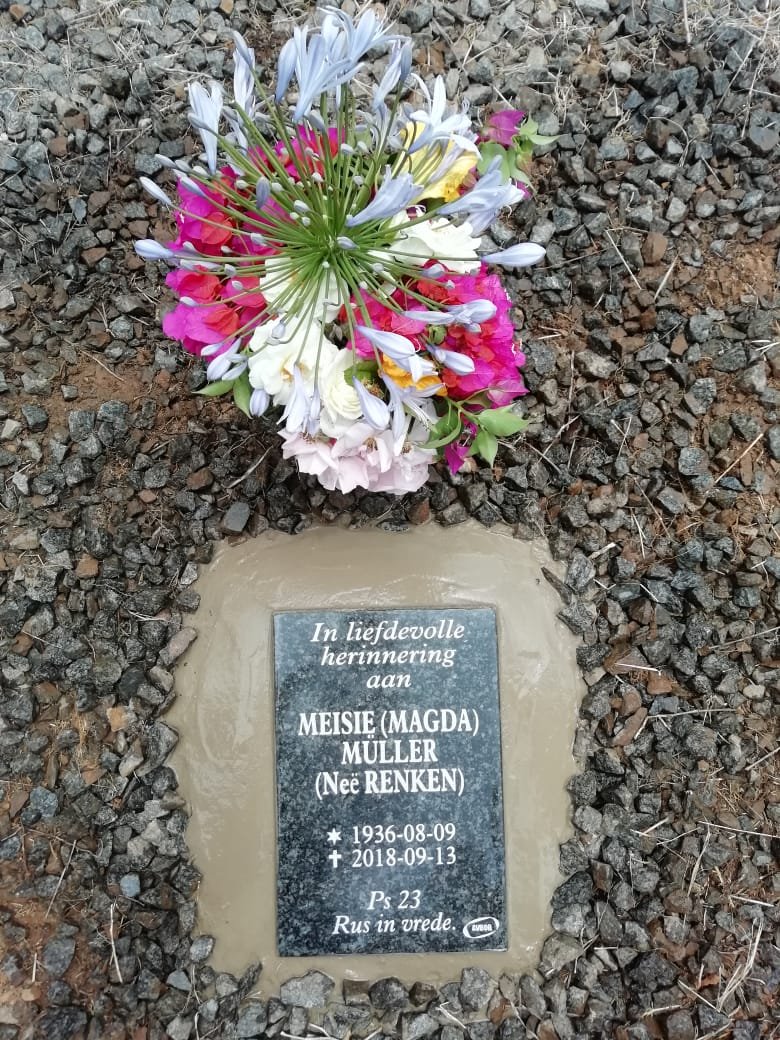 In liefdevolle
herinnering
aan
MEISIE (MAGDA)
MÜLLER
(Neë RENKEN)
1936-08-09
✝ 2018-09-13
Ps 23
Rus in vrede.
AVBOB